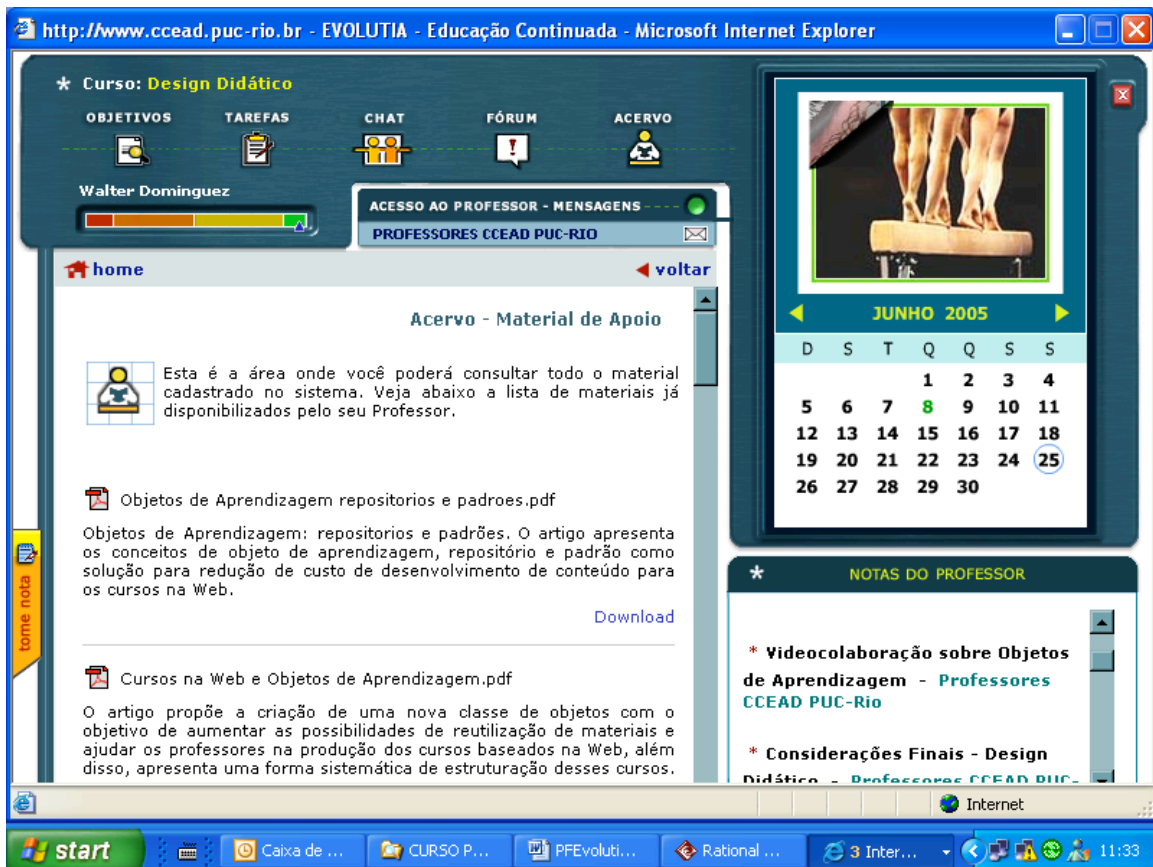 http://www.ccead.puc-rio.br - EVOLUTIA - Educação Continuada - Microsoft Internet Explorer
* Curso: Design Didático
OBJETIVOS TAREFAS CHAT FÓRUM ACERVO
Walter Dominguez
ACESSO AO PROFESSOR - MENSAGENS
PROFESSORES CCEAD PUC-RIO
home voltar
Acervo - Material de Apoio
Esta é a área onde você poderá consultar todo o material
cadastrado no sistema. Veja abaixo a lista de materiais já
disponibilizados pelo seu Professor.
Objetos de Aprendizagem repositorios e padroes.pdf
Objetos de Aprendizagem: repositorios e padrões. O artigo apresenta
os conceitos de objeto de aprendizagem, repositório e padrão como
solução para redução de custo de desenvolvimento de conteúdo para
os cursos na Web.
Download
Cursos na Web e Objetos de Aprendizagem.pdf
O artigo propõe a criação de uma nova classe de objetos com o
objetivo de aumentar as possibilidades de reutilização de materiais e
ajudar os professores na produção dos cursos baseados na Web, além
disso, apresenta uma forma sistemática de estruturação desses cursos.
tome nota
JUNHO 2005
D S T Q Q S S
1 2 3 4
5 6 7 8 9 10 11
12 13 14 15 16 17 18
19 20 21 22 23 24 25
26 27 28 29 30
* NOTAS DO PROFESSOR
* Videocolaboração sobre Objetos
de Aprendizagem - Professores
CCEAD PUC-Rio
* Considerações Finais - Design
Didático - Professores CCEAD PUC-
Internet
start Caixa de ... CURSO P... PFEvoluti... Rational ... 3 Inter... 11:33